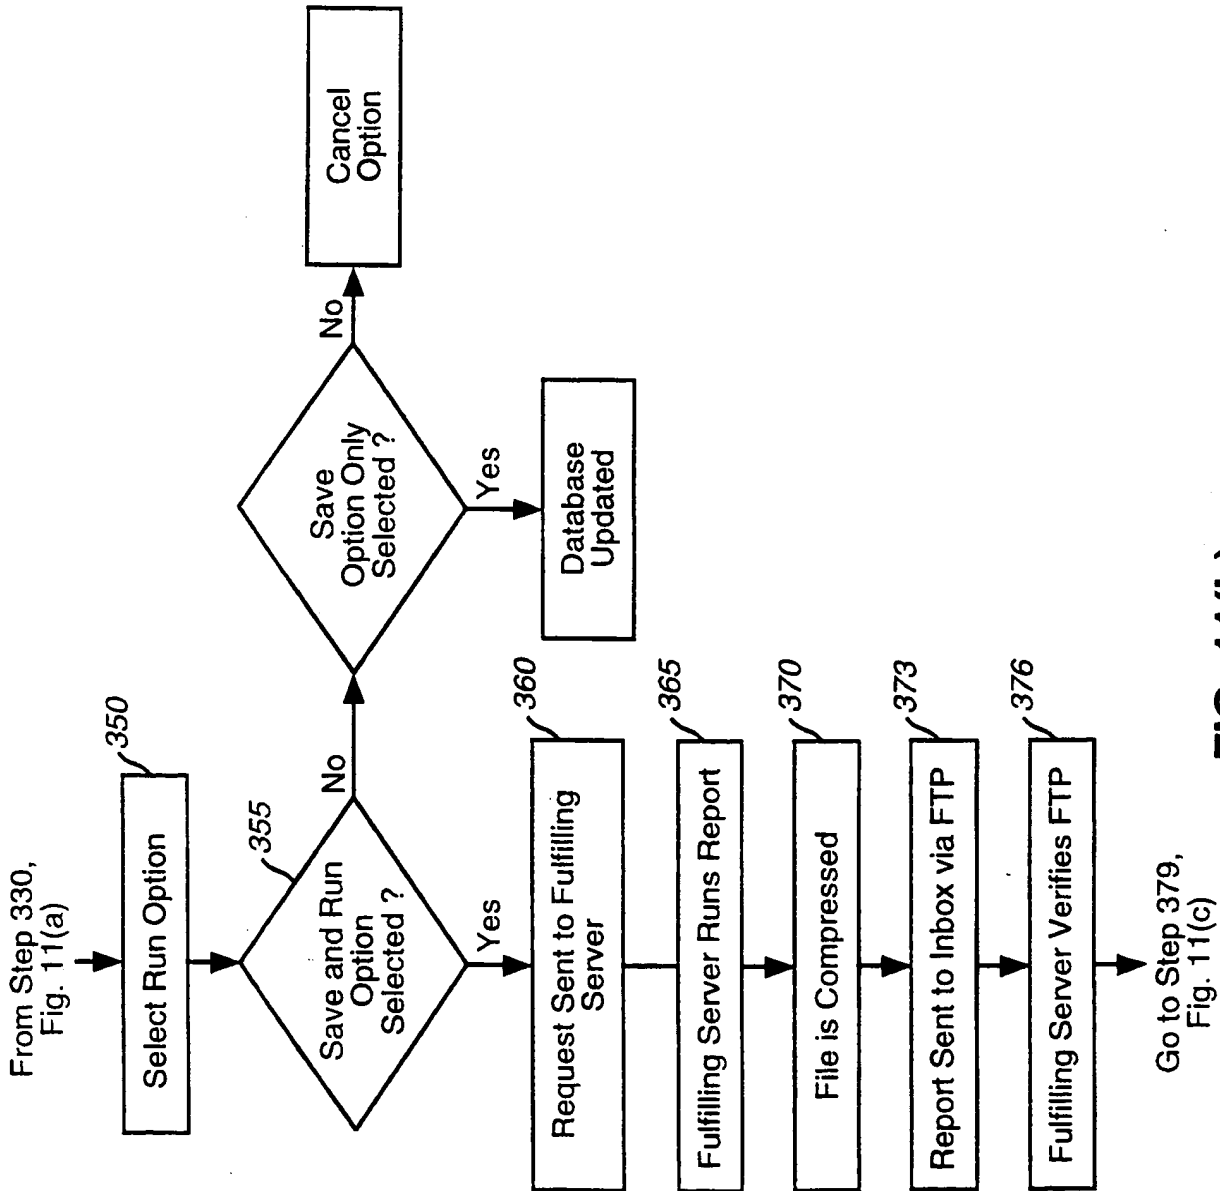 From Step 330,
Fig. 11(a)
350
Select Run Option
355
Save and Run
Option
Selected ?
No
Yes
Save
Option Only
Selected ?
No
Yes
Cancel
Option
Database
Updated
360
Request Sent to Fulfilling
Server
365
Fulfilling Server Runs Report
370
File is Compressed
373
Report Sent to Inbox via FTP
376
Fulfilling Server Verifies FTP
Go to Step 379,
Fig. 11(c)